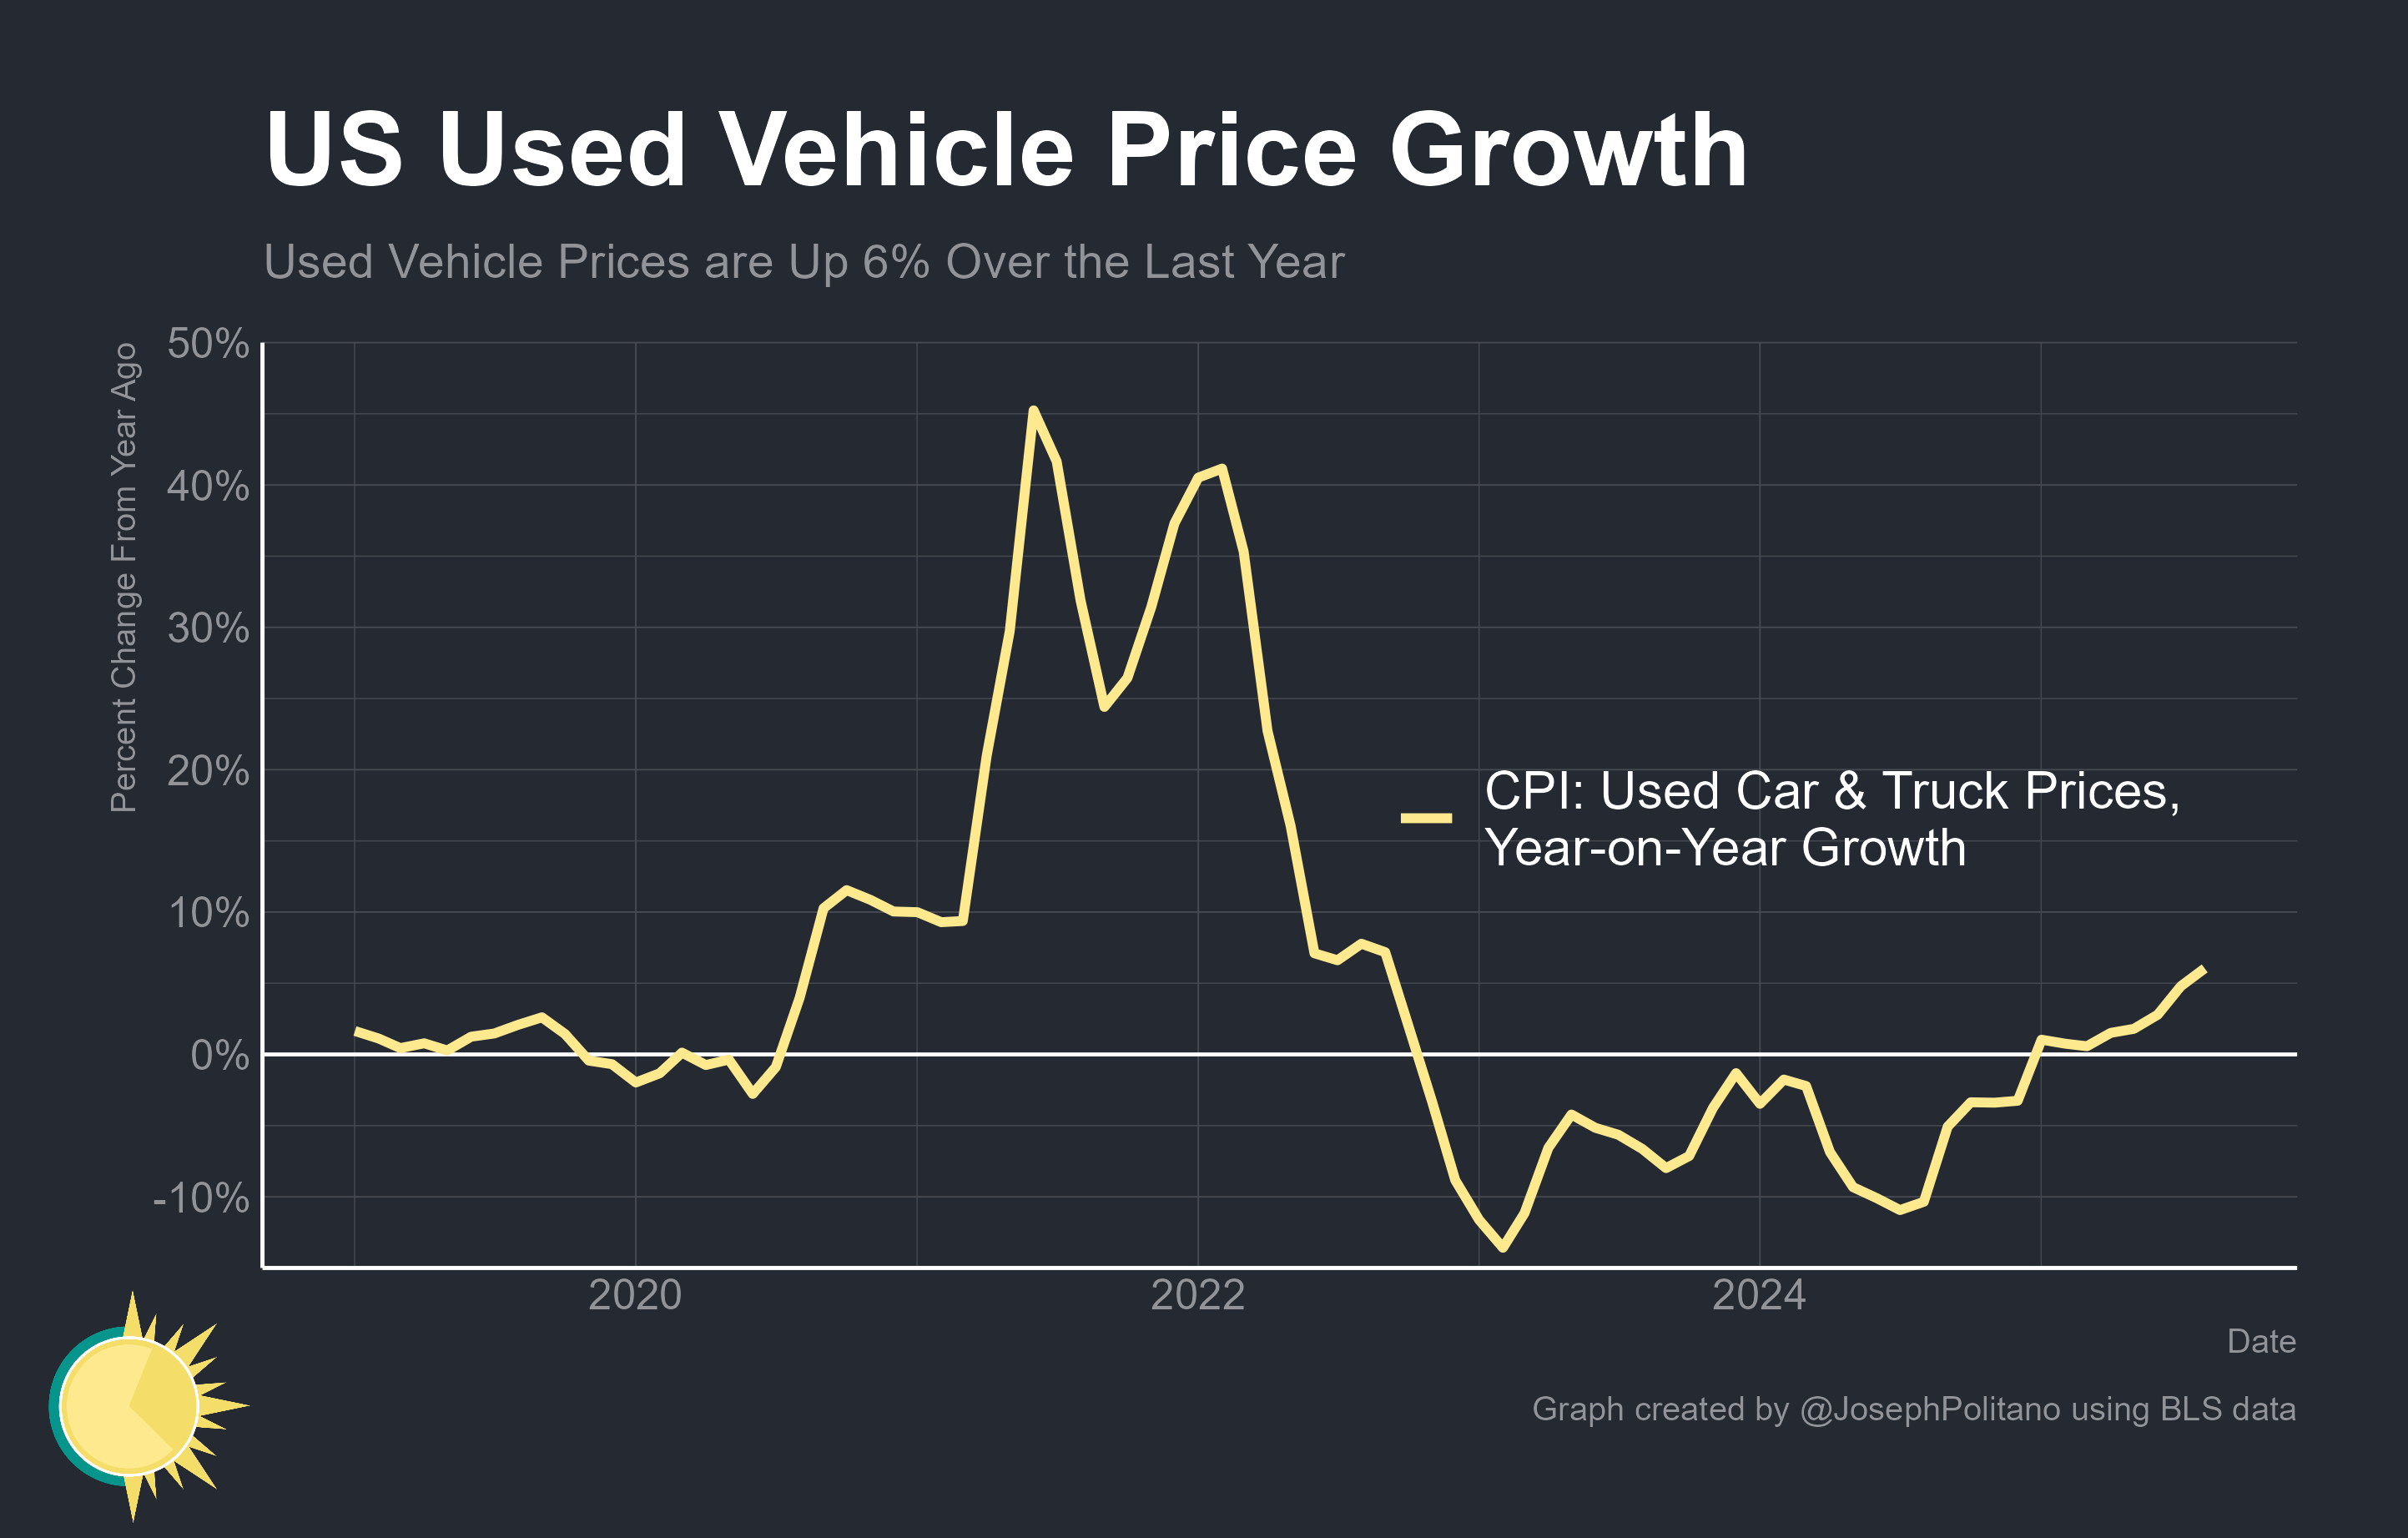 US Used Vehicle Price Growth
Used Vehicle Prices are Up 6% Over the Last Year
Percent Change From Year Ago
50%
40%
30%
20%
10%
0%
-10%
CPI: Used Car & Truck Prices,
Year-on-Year Growth
2020
2022
2024
Date
Graph created by @JosephPolitano using BLS data